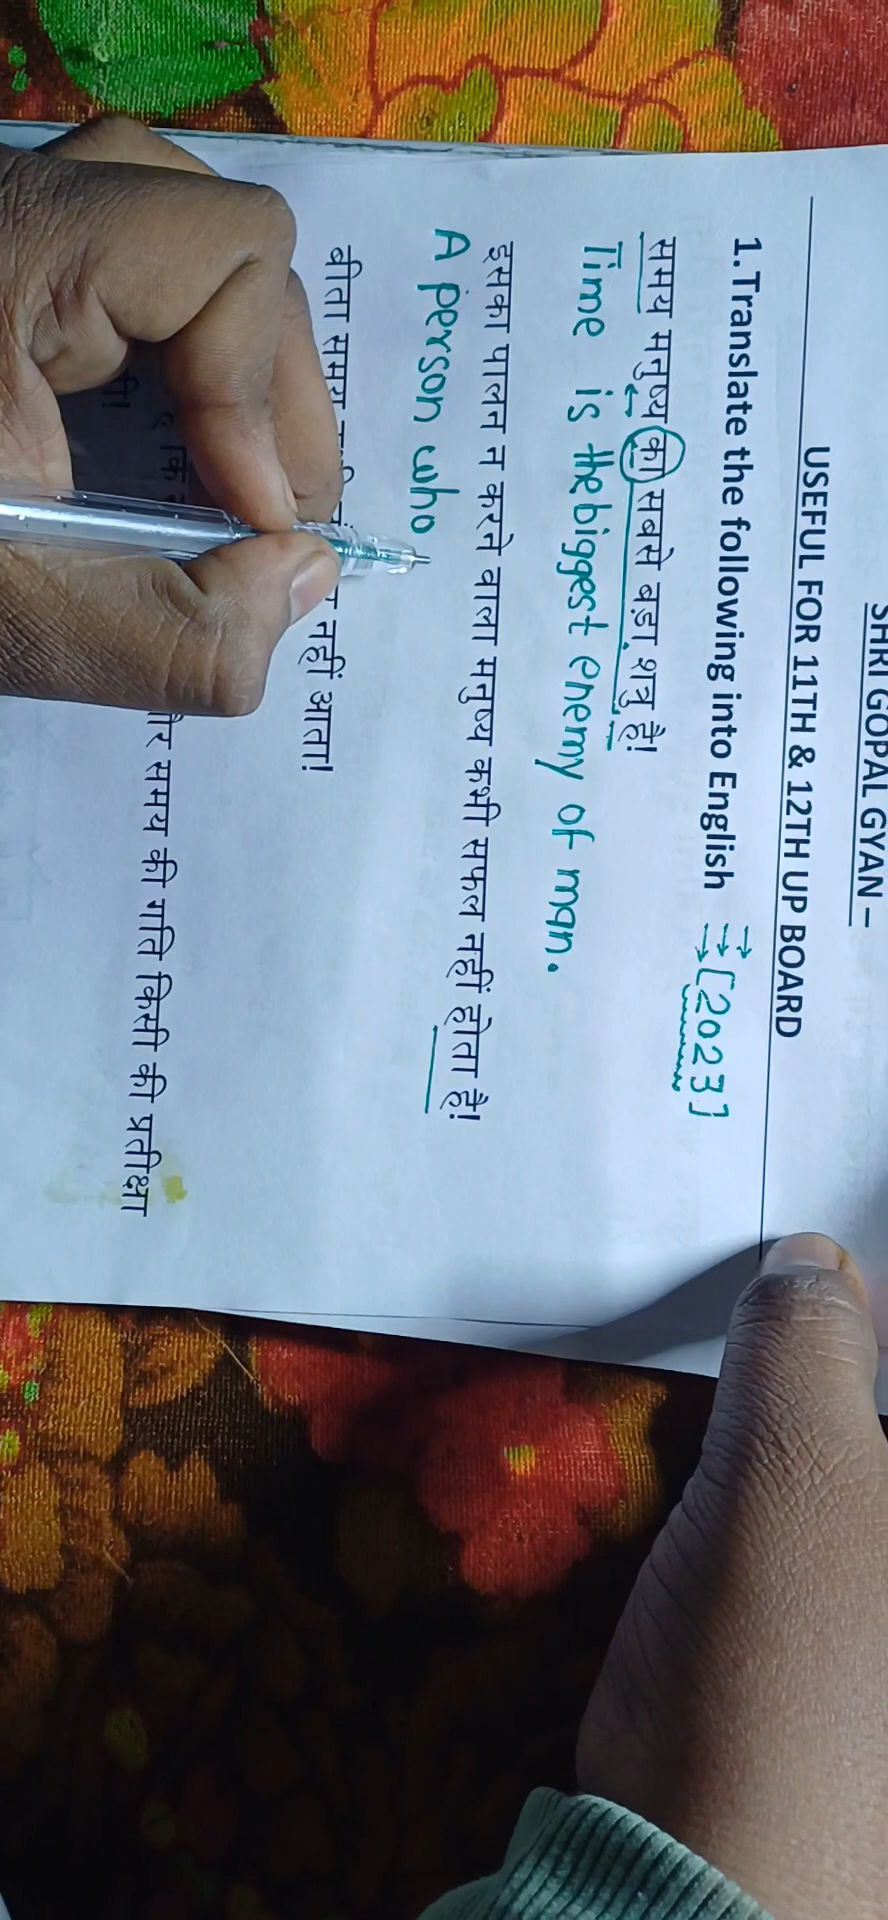 SHRI GOPAL GYAN –
USEFUL FOR 11TH & 12TH UP BOARD
1.Translate the following into English →→→ [2023]
समय मनुष्य का सबसे बड़ा शत्रु है!
Time is the biggest enemy of man.
इसका पालन न करने वाला मनुष्य कभी सफल नहीं होता है!
A person who
बीता समय नहीं आता!
समय की गति किसी की प्रतीक्षा